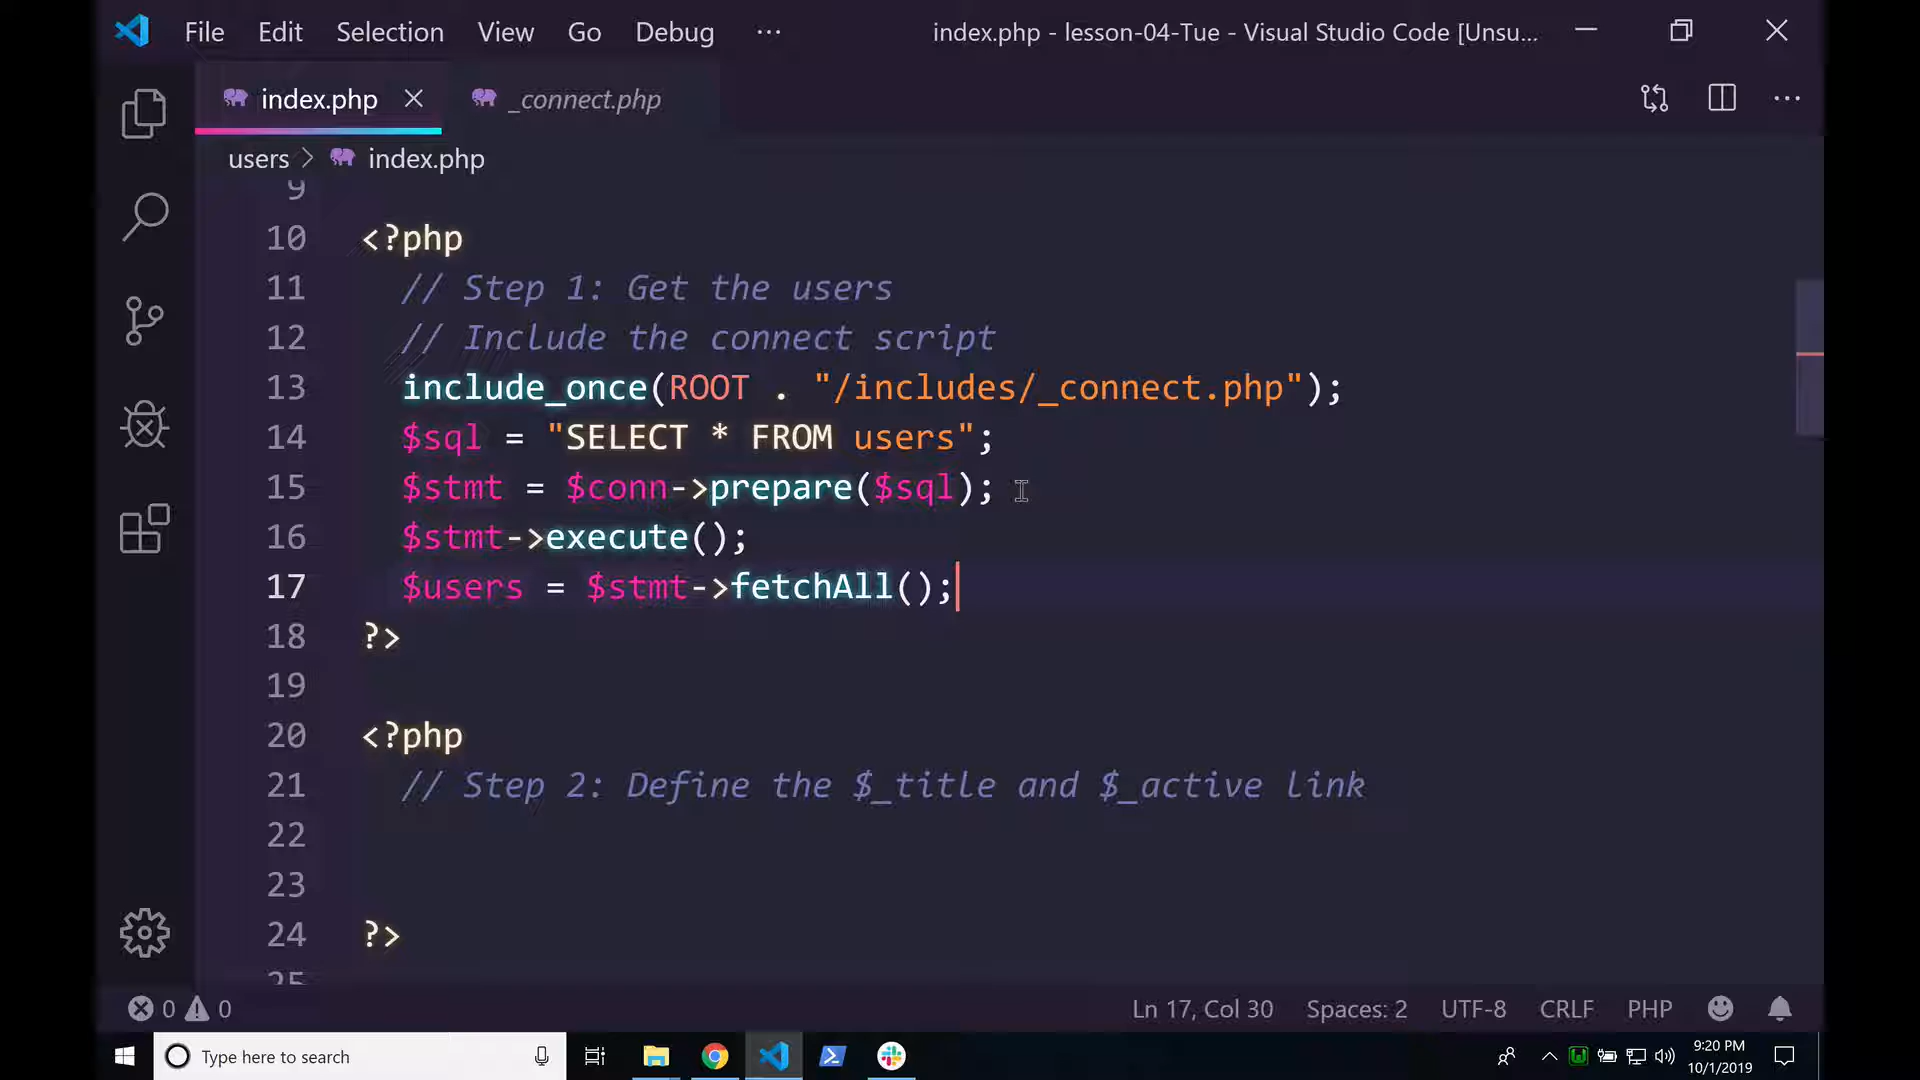 File Edit Selection View Go Debug ··· index.php - lesson-04-Tue - Visual Studio Code [Unsu...
index.php _connect.php
users > index.php
9
10 <?php
11 // Step 1: Get the users
12 // Include the connect script
13 include_once(ROOT . "/includes/_connect.php");
14 $sql = "SELECT * FROM users";
15 $stmt = $conn->prepare($sql);
16 $stmt->execute();
17 $users = $stmt->fetchAll();
18 ?>
19
20 <?php
21 // Step 2: Define the $_title and $_active link
22
23
24 ?>
25
0 0 Ln 17, Col 30 Spaces: 2 UTF-8 CRLF PHP
Type here to search
9:20 PM
10/1/2019